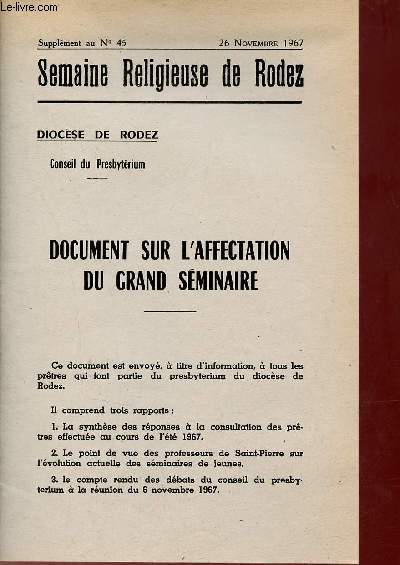 Le-livre.com
Supplément au N° 45 26 Novembre 1967
Semaine Religieuse de Rodez
DIOCÈSE DE RODEZ
Conseil du Presbytérium
DOCUMENT SUR L'AFFECTATION
DU GRAND SÉMINAIRE
Ce document est envoyé, à titre d'information, à tous les
prêtres qui font partie du presbyterium du diocèse de
Rodez.
Il comprend trois rapports :
1. La synthèse des réponses à la consultation des prê-
tres effectuée au cours de l'été 1967.
2. Le point de vue des professeurs de Saint-Pierre sur
l'évolution actuelle des séminaires de jeunes.
3. le compte rendu des débats du conseil du presby-
terium à la réunion du 6 novembre 1967.